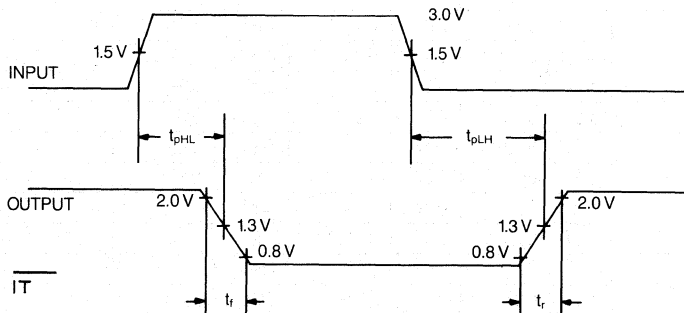 3.0 V
1.5 V
1.5 V
INPUT
tpHL
tpLH
OUTPUT
2.0 V
2.0 V
1.3 V
1.3 V
0.8 V
0.8 V
IT
tf
tr